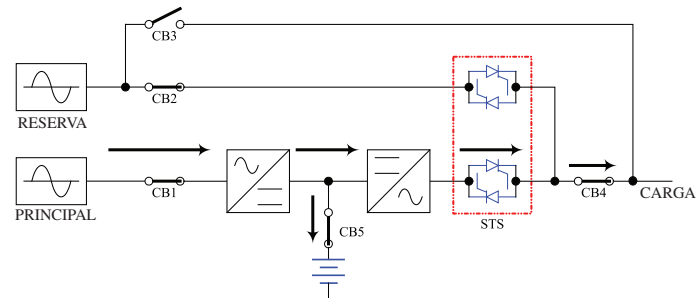 CB3
CB2
RESERVA
CB1
PRINCIPAL
CB5
STS
CB4
CARGA